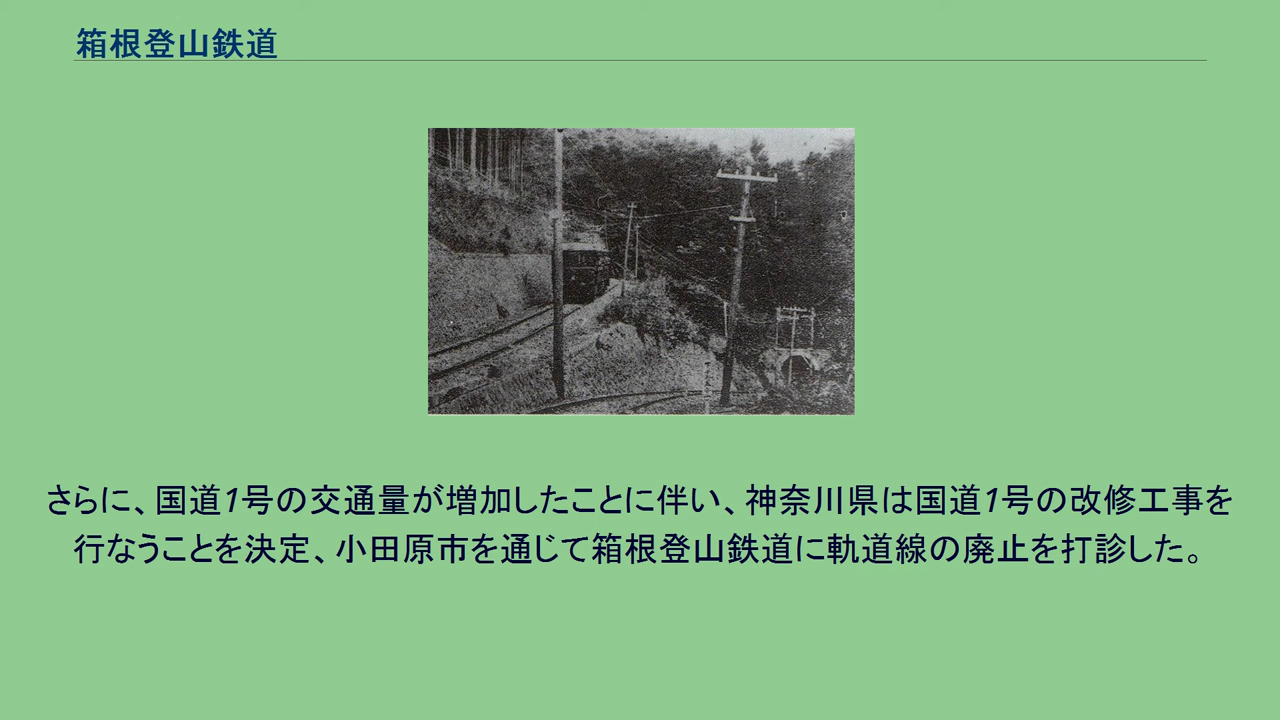 箱根登山鉄道
さらに、国道1号の交通量が増加したことに伴い、神奈川県は国道1号の改修工事を
行なうことを決定、小田原市を通じて箱根登山鉄道に軌道線の廃止を打診した。